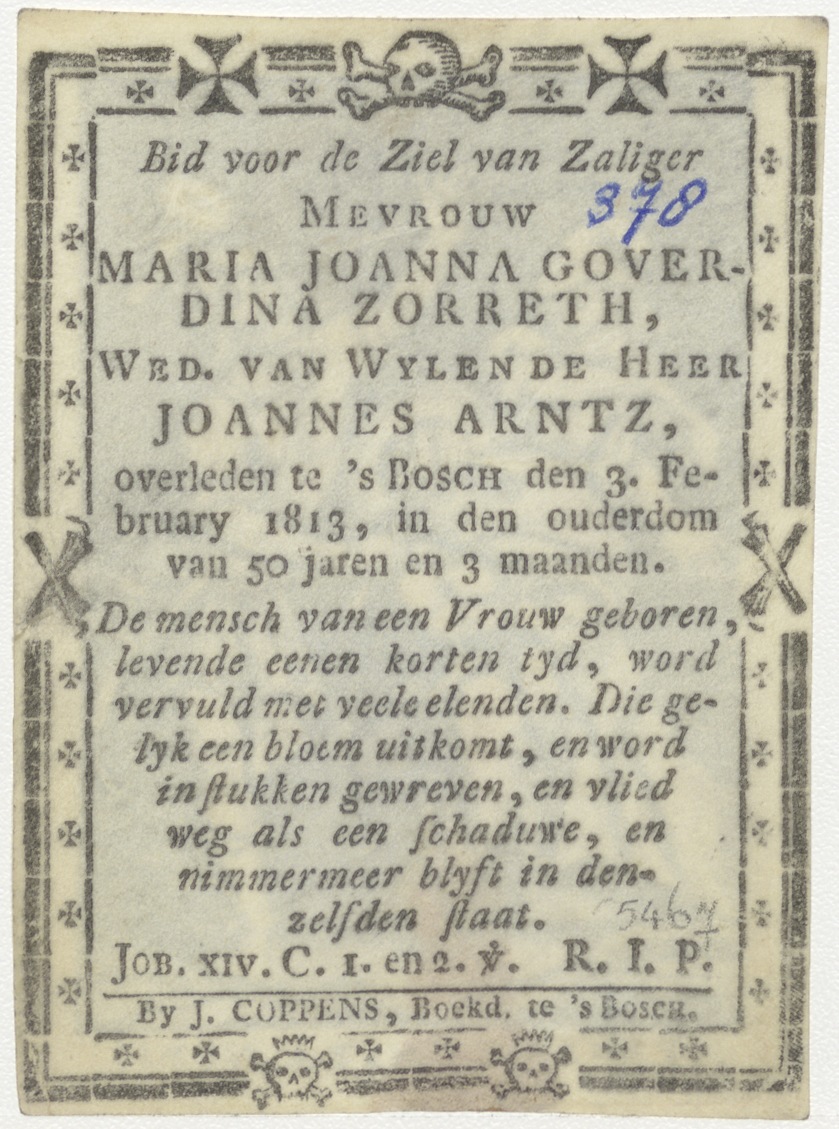 Bid voor de Ziel van Zaliger
MEVROUW 378
MARIA JOANNA GOVER-
DINA ZORRETH,
WED. VAN WYLEN DE HEER
JOANNES ARNTZ,
overleden te 's BOSCH den 3. Fe-
bruary 1813, in den ouderdom
van 50 jaren en 3 maanden.
De mensch van een Vrouw geboren,
levende eenen korten tyd, word
vervuld met veele elenden. Die ge-
lyk een bloem uitkomt, en word
in ſtukken gewreven, en vlied
weg als een ſchaduwe, en
nimmermeer blyft in den-
zelſden ſtaat. 5467
JOB. XIV. C. 1. en 2. ℣. R. I. P.
By J. COPPENS, Boekd. te 's BOSCH.